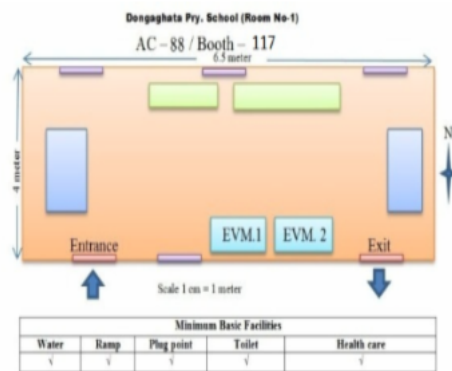 Dongaghata Pry. School (Room No-1)
AC – 88 / Booth – 117
6.5 meter
4 meter
N
EVM.1 EVM. 2
Entrance Exit
Scale 1 cm = 1 meter
Minimum Basic Facilities
Water Ramp Plug point Toilet Health care
√ √ √ √ √